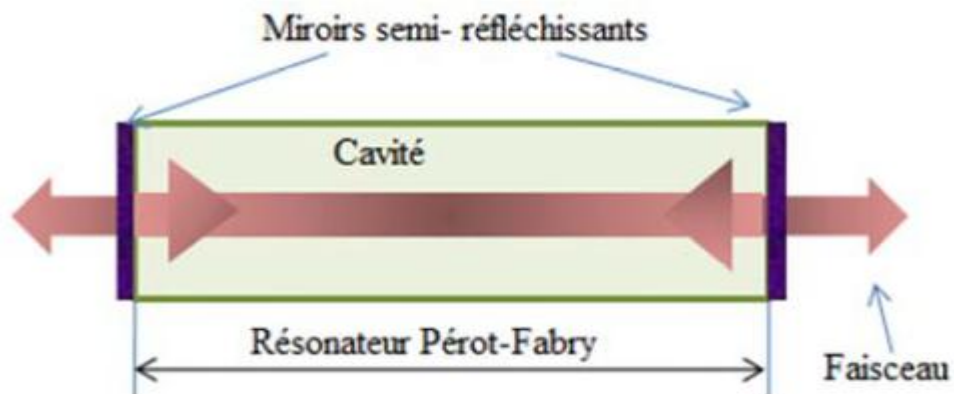 Miroirs semi- réfléchissants
Cavité
Résonateur Pérot-Fabry
Faisceau